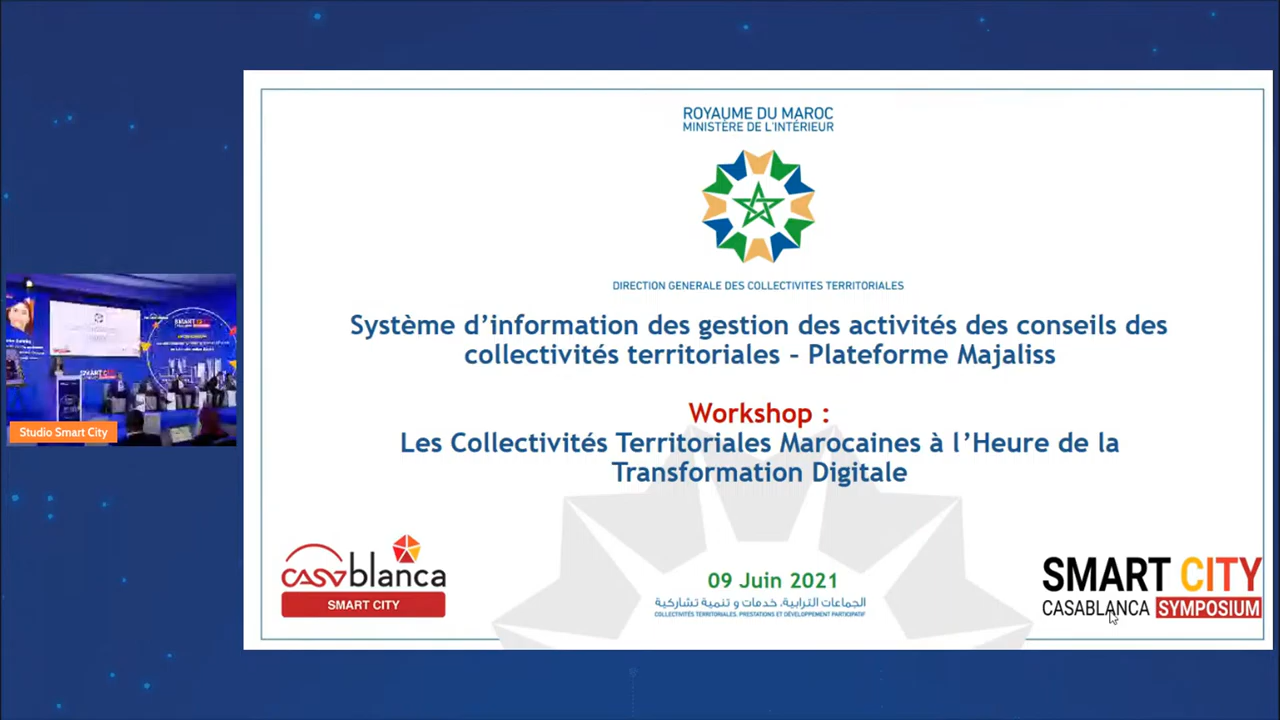 ROYAUME DU MAROC
MINISTÈRE DE L'INTÉRIEUR
DIRECTION GENERALE DES COLLECTIVITES TERRITORIALES
Système d'information des gestion des activités des conseils des
collectivités territoriales – Plateforme Majaliss
Workshop :
Les Collectivités Territoriales Marocaines à l'Heure de la
Transformation Digitale
09 Juin 2021
الجماعات الترابية، خدمات و تنمية تشاركية
COLLECTIVITÉS TERRITORIALES, PRESTATIONS ET DÉVELOPPEMENT PARTICIPATIF
casablanca
SMART CITY
SMART CITY
CASABLANCA SYMPOSIUM
SMART CITY
Studio Smart City